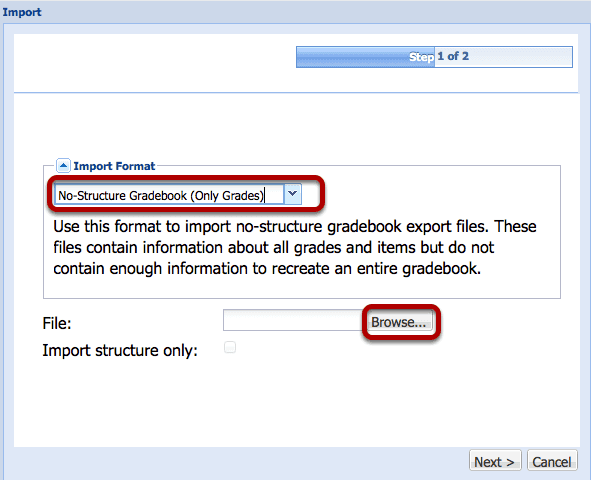 Import
Step 1 of 2
Import Format
No-Structure Gradebook (Only Grades)
Use this format to import no-structure gradebook export files. These
files contain information about all grades and items but do not
contain enough information to recreate an entire gradebook.
File:
Browse...
Import structure only:
Next >
Cancel